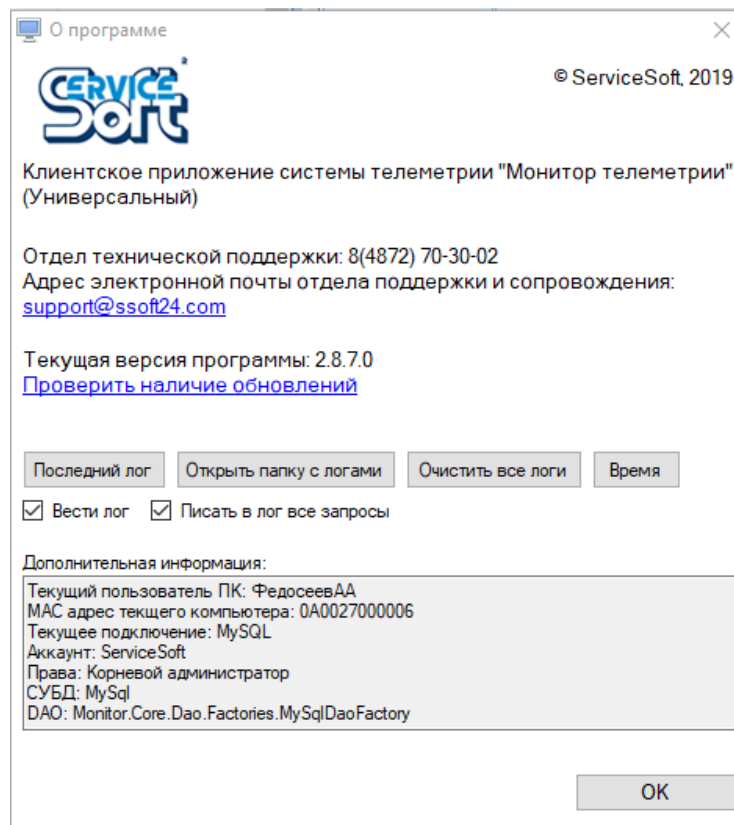 О программе
SERVICE
Soft
© ServiceSoft, 2019
Клиентское приложение системы телеметрии "Монитор телеметрии"
(Универсальный)
Отдел технической поддержки: 8(4872) 70-30-02
Адрес электронной почты отдела поддержки и сопровождения:
support@ssoft24.com
Текущая версия программы: 2.8.7.0
Проверить наличие обновлений
Последний лог Открыть папку с логами Очистить все логи Время
Вести лог Писать в лог все запросы
Дополнительная информация:
Текущий пользователь ПК: ФедосеевАА
MAC адрес текщего компьютера: 0A0027000006
Текущее подключение: MySQL
Аккаунт: ServiceSoft
Права: Корневой администратор
СУБД: MySql
DAO: Monitor.Core.Dao.Factories.MySqlDaoFactory
OK